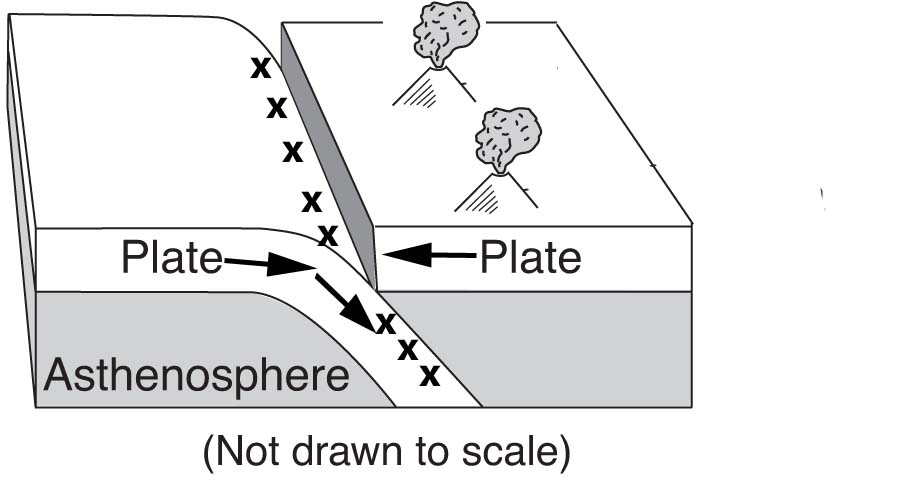 x
x
x
x
x
Plate Plate
x
x
x
Asthenosphere
(Not drawn to scale)